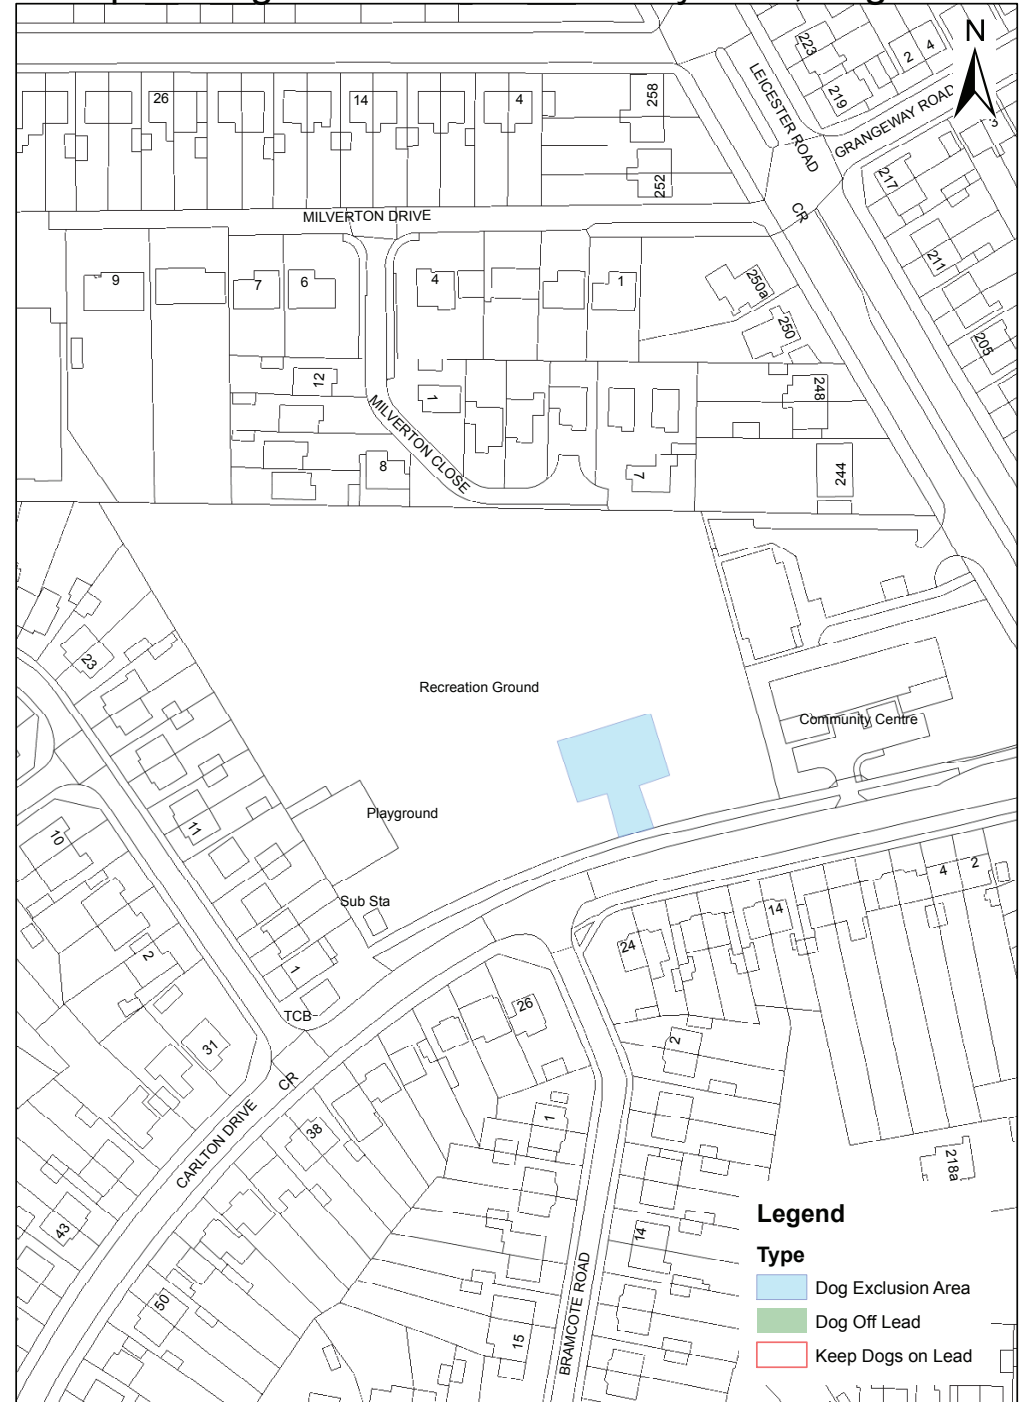 N
223
2
4
219
LEICESTER ROAD
GRANGEWAY ROAD
26
14
4
258
252
217
CR
211
205
MILVERTON DRIVE
9
7
6
4
1
250a
250
12
1
248
MILVERTON CLOSE
8
7
244
23
Recreation Ground
Community Centre
11
10
Playground
Sub Sta
2
1
TCB
31
24
14
4
2
26
2
CR
CARLTON DRIVE
38
1
43
218a
14
50
15
BRAMCOTE ROAD
Legend
Type
Dog Exclusion Area
Dog Off Lead
Keep Dogs on Lead